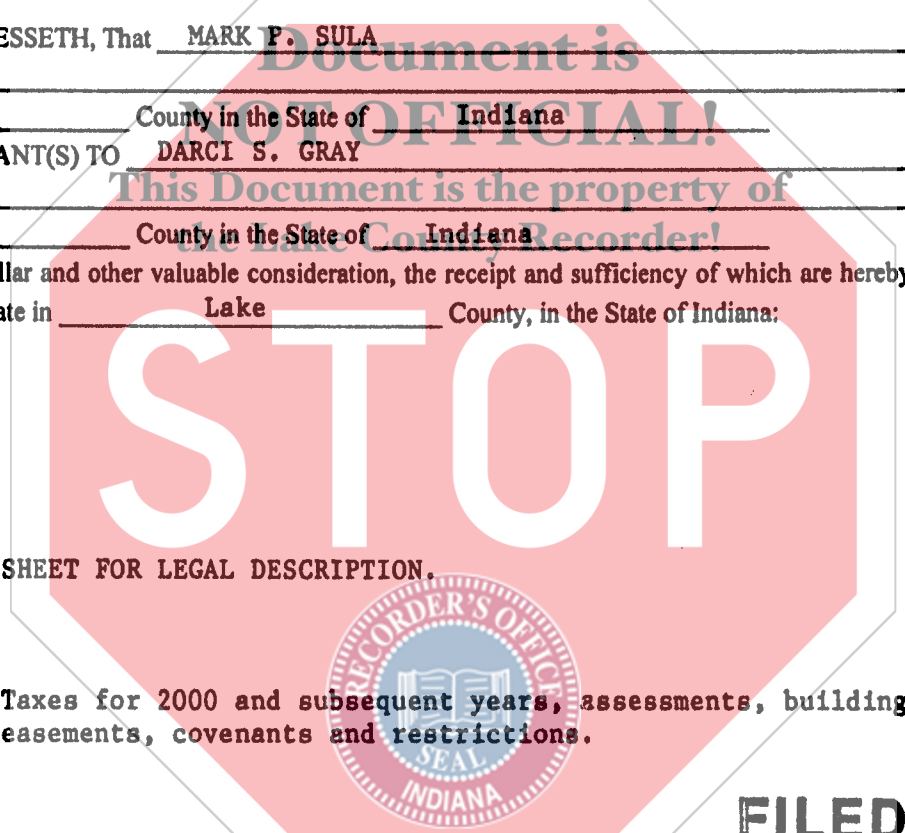 ESSETH, That MARK P. SULA
Document is
County in the State of Indiana
NOT OFFICIAL!
ANT(S) TO DARCI S. GRAY
This Document is the property of
County in the State of Indiana
the Lake County Recorder!
llar and other valuable consideration, the receipt and sufficiency of which are hereby
ate in Lake County, in the State of Indiana:
STOP
SHEET FOR LEGAL DESCRIPTION.
RECORDER'S OFFICE
Taxes for 2000 and subsequent years, assessments, building
easements, covenants and restrictions.
SEAL
INDIANA
FILED